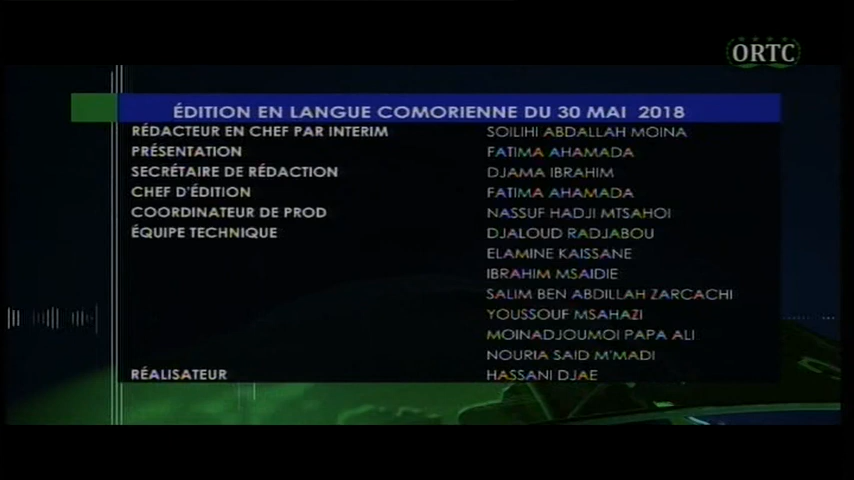 ORTC
ÉDITION EN LANGUE COMORIENNE DU 30 MAI 2018
RÉDACTEUR EN CHEF PAR INTERIM SOILIHI ABDALLAH MOINA
PRÉSENTATION FATIMA AHAMADA
SECRÉTAIRE DE RÉDACTION DJAMA IBRAHIM
CHEF D'ÉDITION FATIMA AHAMADA
COORDINATEUR DE PROD NASSUF HADJI MTSAHOI
ÉQUIPE TECHNIQUE DJALOUD RADJABOU
ELAMINE KAISSANE
IBRAHIM MSAIDIE
SALIM BEN ABDILLAH ZARCACHI
YOUSSOUF MSAHAZI
MOINADJOUMOI PAPA ALI
NOURIA SAID M'MADI
RÉALISATEUR HASSANI DJAE